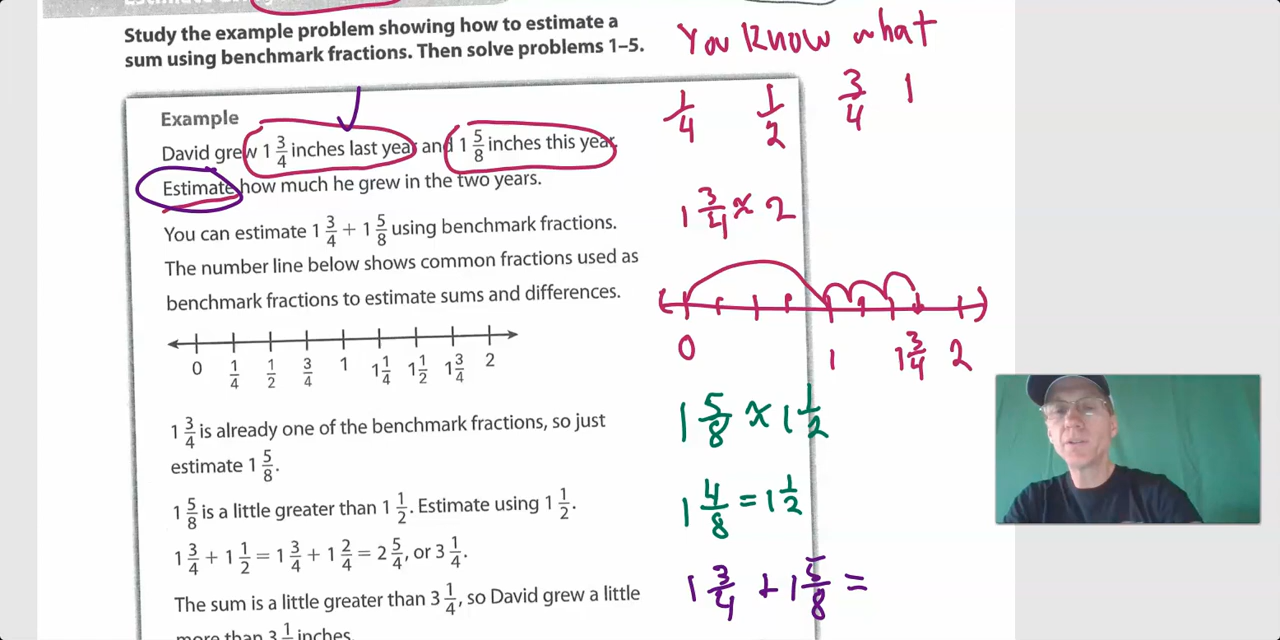 Study the example problem showing how to estimate a
sum using benchmark fractions. Then solve problems 1–5.
Example
David grew 1 3/4 inches last year and 1 5/8 inches this year.
Estimate how much he grew in the two years.
You can estimate 1 3/4 + 1 5/8 using benchmark fractions.
The number line below shows common fractions used as
benchmark fractions to estimate sums and differences.
0 1/4 1/2 3/4 1 1 1/4 1 1/2 1 3/4 2
1 3/4 is already one of the benchmark fractions, so just
estimate 1 5/8.
1 5/8 is a little greater than 1 1/2. Estimate using 1 1/2.
1 3/4 + 1 1/2 = 1 3/4 + 1 2/4 = 2 5/4, or 3 1/4.
The sum is a little greater than 3 1/4, so David grew a little
more than 3 1/4 inches.
You know what
1/4 1/2 3/4 1
1 3/4 ≈ 2
0 1 1 3/4 2
1 5/8 ≈ 1 1/2
1 4/8 = 1 1/2
1 3/4 + 1 5/8 =